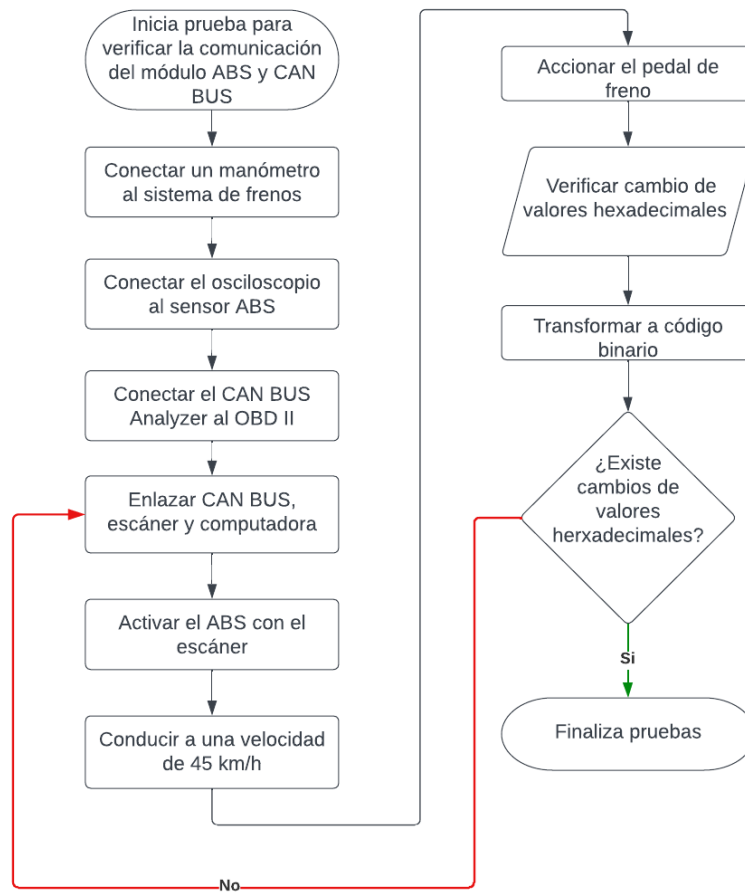 Inicia prueba para
verificar la comunicación
del módulo ABS y CAN
BUS
Conectar un manómetro
al sistema de frenos
Conectar el osciloscopio
al sensor ABS
Conectar el CAN BUS
Analyzer al OBD II
Enlazar CAN BUS,
escáner y computadora
Activar el ABS con el
escáner
Conducir a una velocidad
de 45 km/h
Accionar el pedal de
freno
Verificar cambio de
valores hexadecimales
Transformar a código
binario
¿Existe
cambios de
valores
herxadecimales?
Si
Finaliza pruebas
No